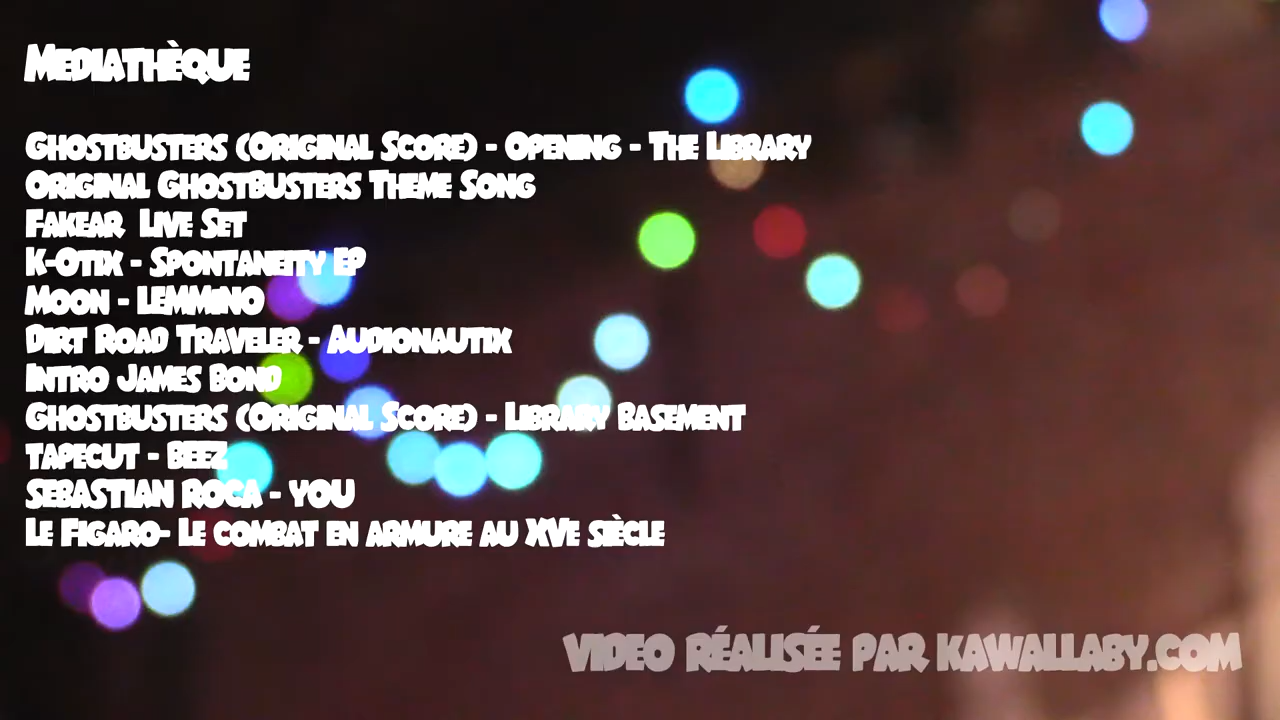 Mediathèque
Ghostbusters (Original Score) - Opening - The Library
Original Ghostbusters Theme Song
Fakear Live Set
K-Otix - Spontaneity EP
Moon - LEMMiNO
Dirt Road Traveler - Audionautix
Intro James Bond
Ghostbusters (Original Score) - Library Basement
tapecut - BEEZ
SEBASTIAN ROCA - YOU
Le Figaro- Le combat en armure au XVe siècle
VIDEO RÉALISÉE PAR KAWALLABY.COM